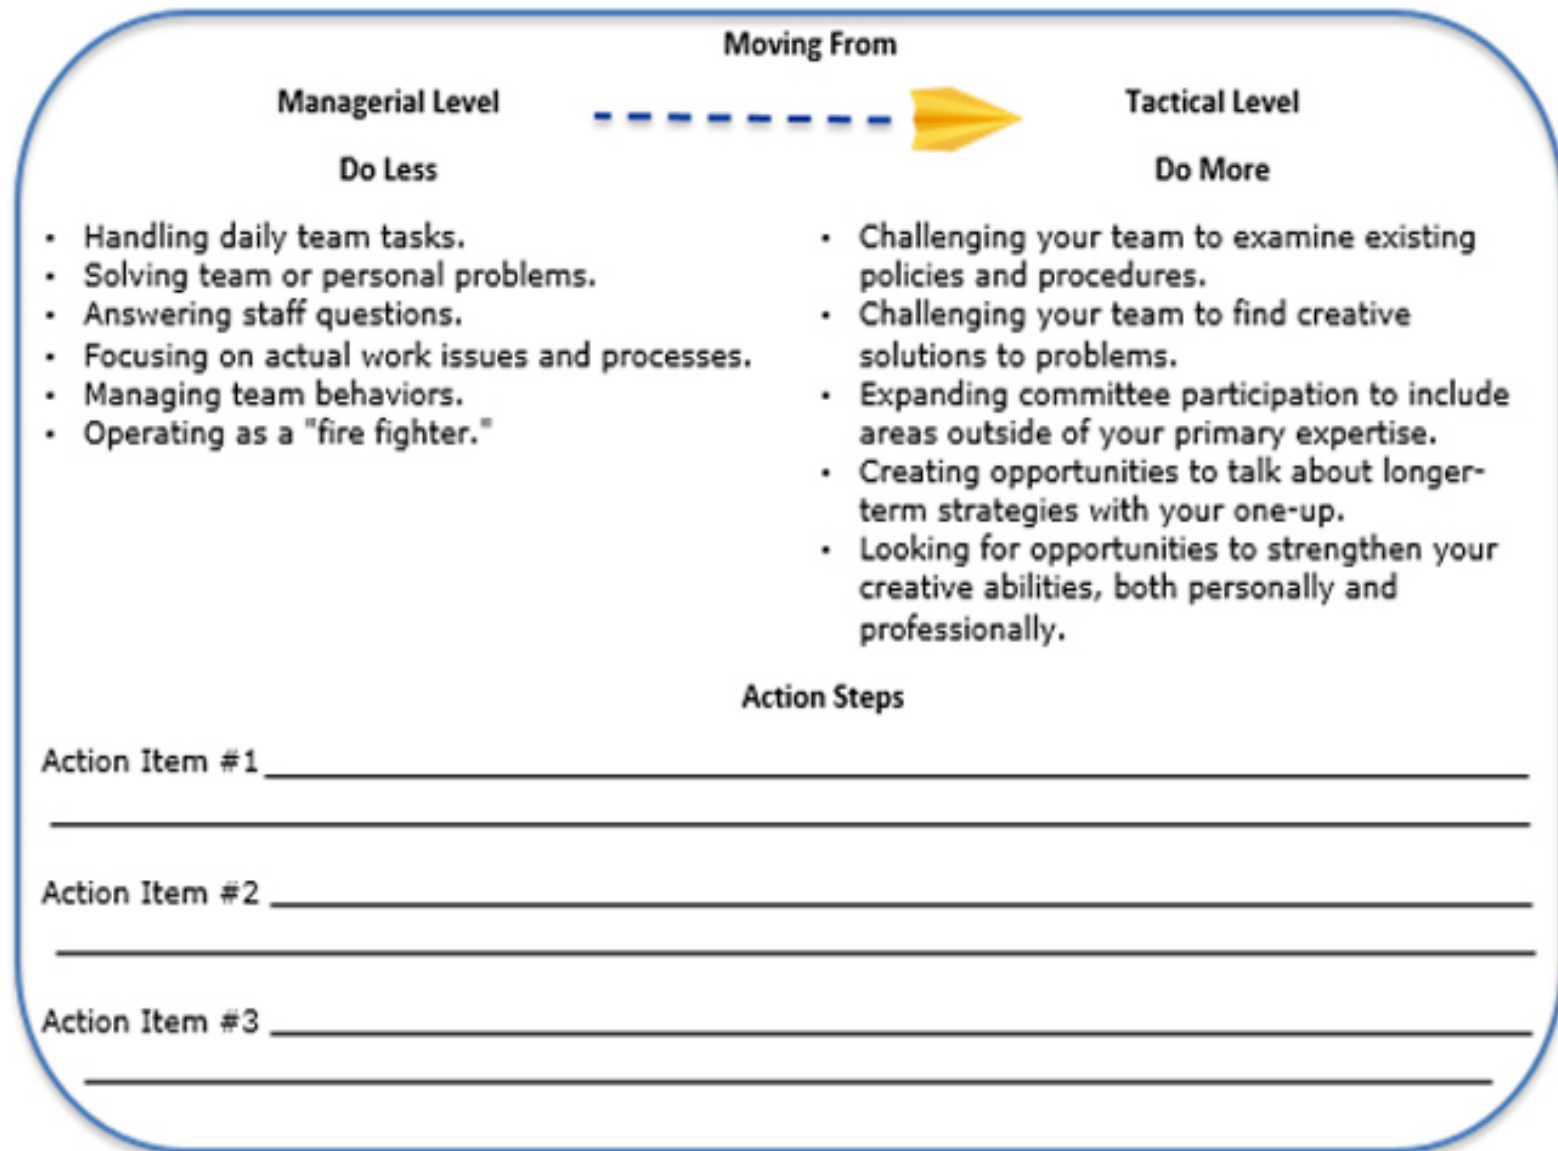 Moving From
Managerial Level
Tactical Level
Do Less
• Handling daily team tasks.
• Solving team or personal problems.
• Answering staff questions.
• Focusing on actual work issues and processes.
• Managing team behaviors.
• Operating as a "fire fighter."
Do More
• Challenging your team to examine existing
policies and procedures.
• Challenging your team to find creative
solutions to problems.
• Expanding committee participation to include
areas outside of your primary expertise.
• Creating opportunities to talk about longer-
term strategies with your one-up.
• Looking for opportunities to strengthen your
creative abilities, both personally and
professionally.
Action Steps
Action Item #1
Action Item #2
Action Item #3